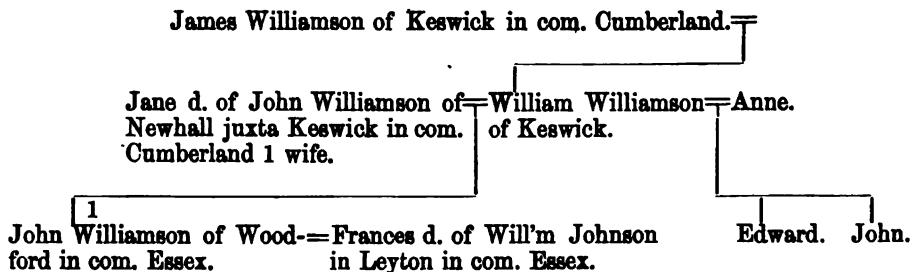 James Williamson of Keswick in com. Cumberland.=
Jane d. of John Williamson of=William Williamson=Anne.
Newhall juxta Keswick in com. of Keswick.
Cumberland 1 wife.
1
John Williamson of Wood-=Frances d. of Will'm Johnson Edward. John.
ford in com. Essex. in Leyton in com. Essex.